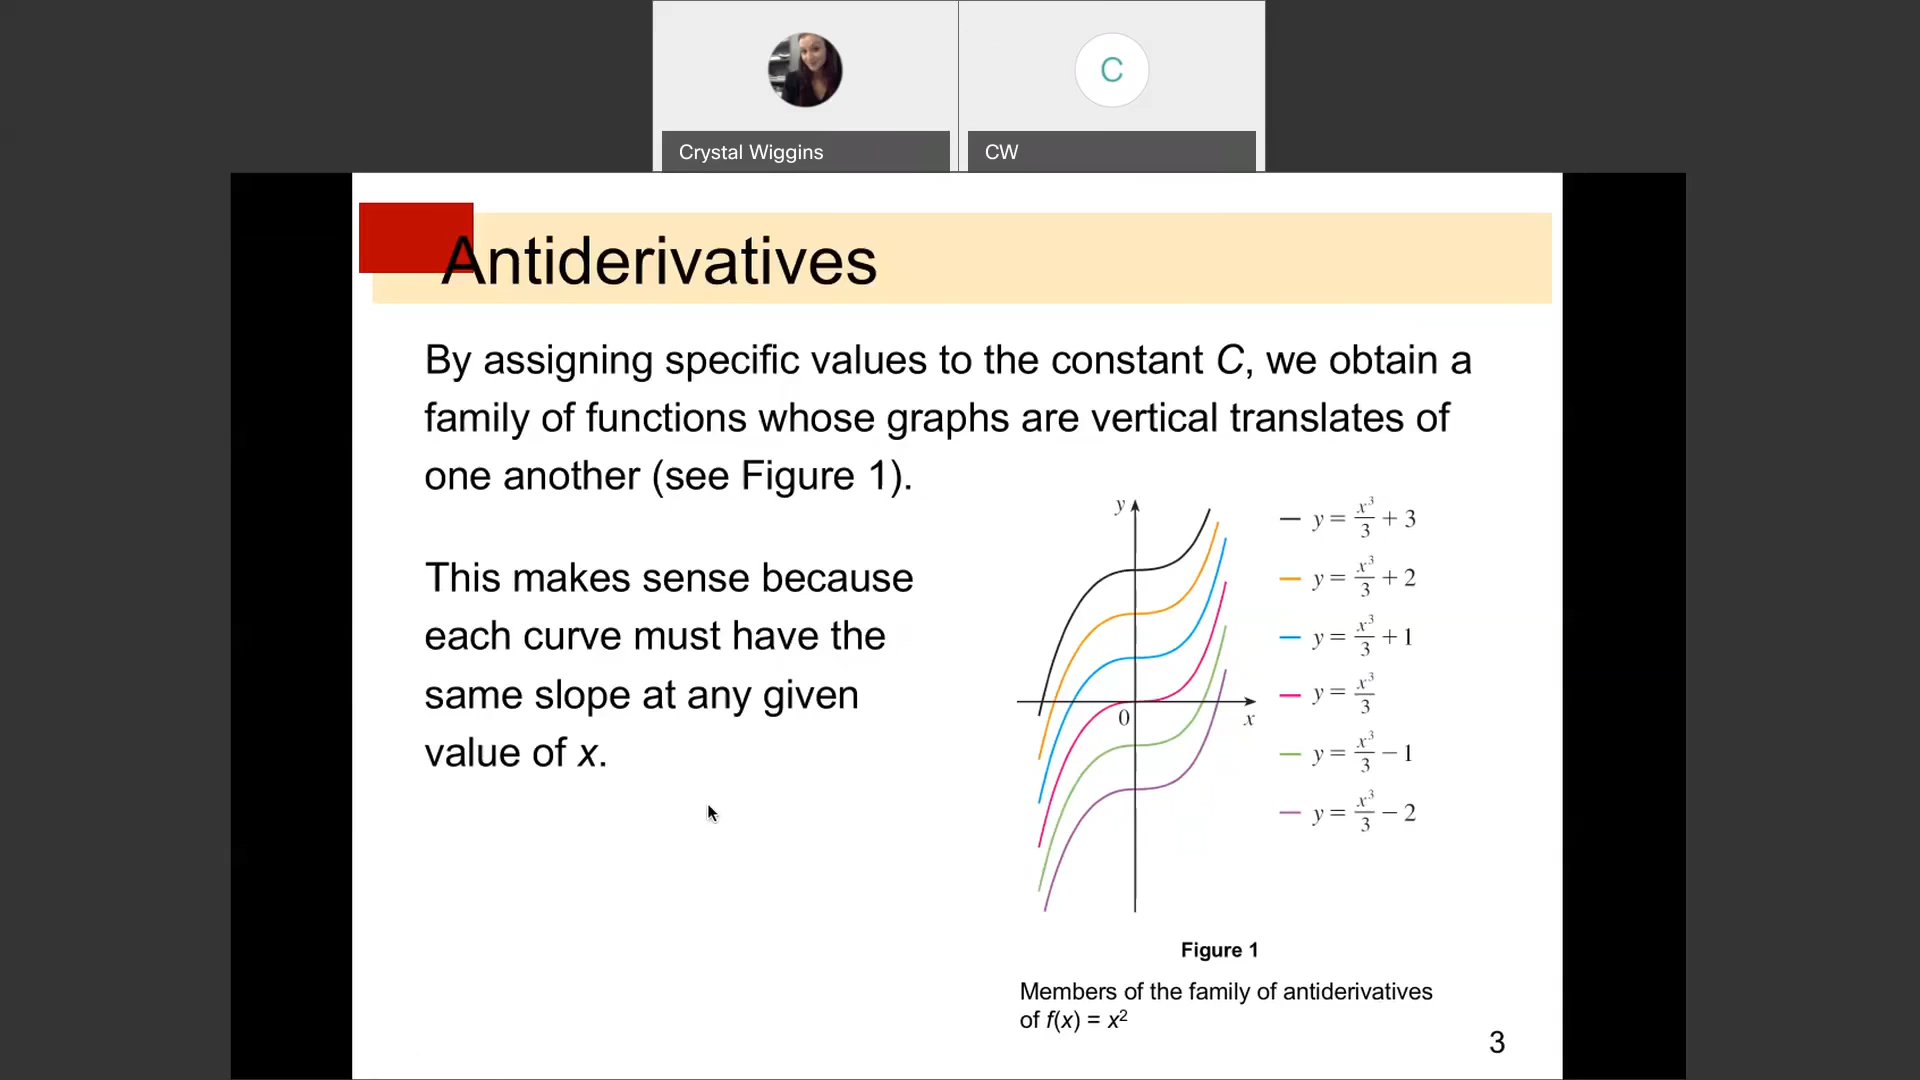 C
Crystal Wiggins
CW
Antiderivatives
By assigning specific values to the constant C, we obtain a
family of functions whose graphs are vertical translates of
one another (see Figure 1).
This makes sense because
each curve must have the
same slope at any given
value of x.
y
0
x
y = x³/3 + 3
y = x³/3 + 2
y = x³/3 + 1
y = x³/3
y = x³/3 − 1
y = x³/3 − 2
Figure 1
Members of the family of antiderivatives
of f(x) = x²
3